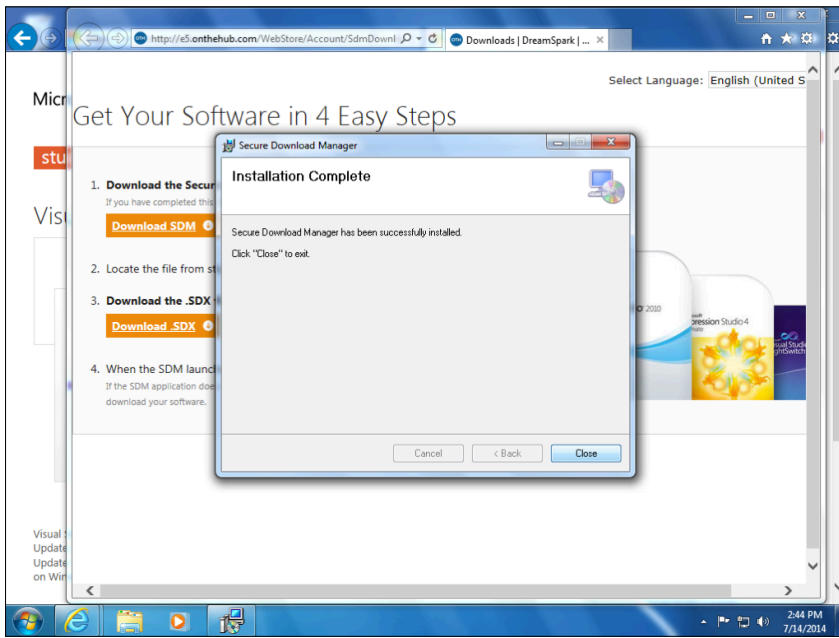 http://e5.onthehub.com/WebStore/Account/SdmDownl
Downloads | DreamSpark | ...
Select Language: English (United S
Micr
Get Your Software in 4 Easy Steps
stu
Visu
1. Download the Secur
If you have completed this
Download SDM
2. Locate the file from st
3. Download the .SDX
Download .SDX
4. When the SDM launch
If the SDM application doe
download your software.
Secure Download Manager
Installation Complete
Secure Download Manager has been successfully installed.
Click "Close" to exit.
Cancel
< Back
Close
O' 2010
pression Studio 4
isual Studio
ghtSwitch
Visual S
Update
Update
on Win
2:44 PM
7/14/2014